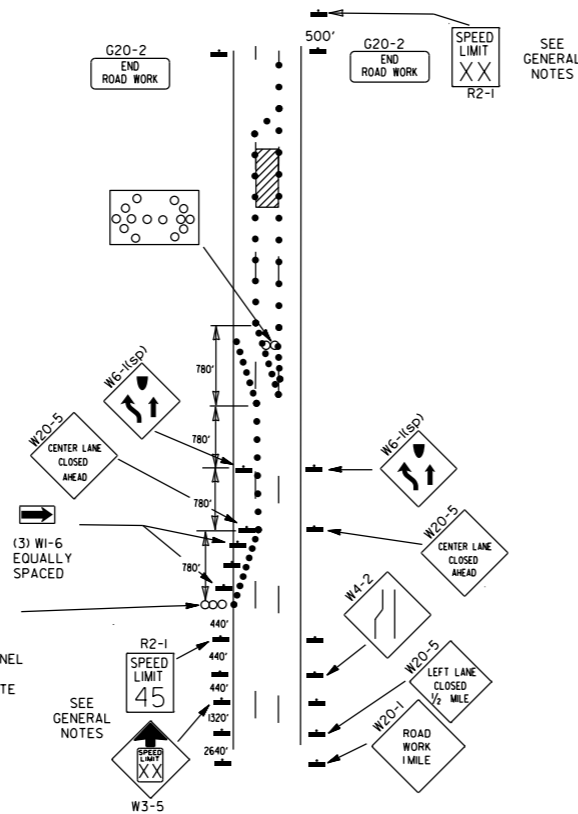 500'
G20-2
END
ROAD WORK
G20-2
END
ROAD WORK
SPEED
LIMIT
XX
R2-1
SEE
GENERAL
NOTES
780'
W6-1(sp)
780'
W20-5
CENTER LANE
CLOSED
AHEAD
780'
W6-1(sp)
(3) W1-6
EQUALLY
SPACED
780'
W20-5
CENTER LANE
CLOSED
AHEAD
440'
R2-1
SPEED
LIMIT
45
440'
W4-2
NEL
TE
440'
SEE
GENERAL
NOTES
W20-5
LEFT LANE
CLOSED
1/2 MILE
1320'
SPEED
LIMIT
XX
W3-5
2640'
W20-1
ROAD
WORK
1 MILE